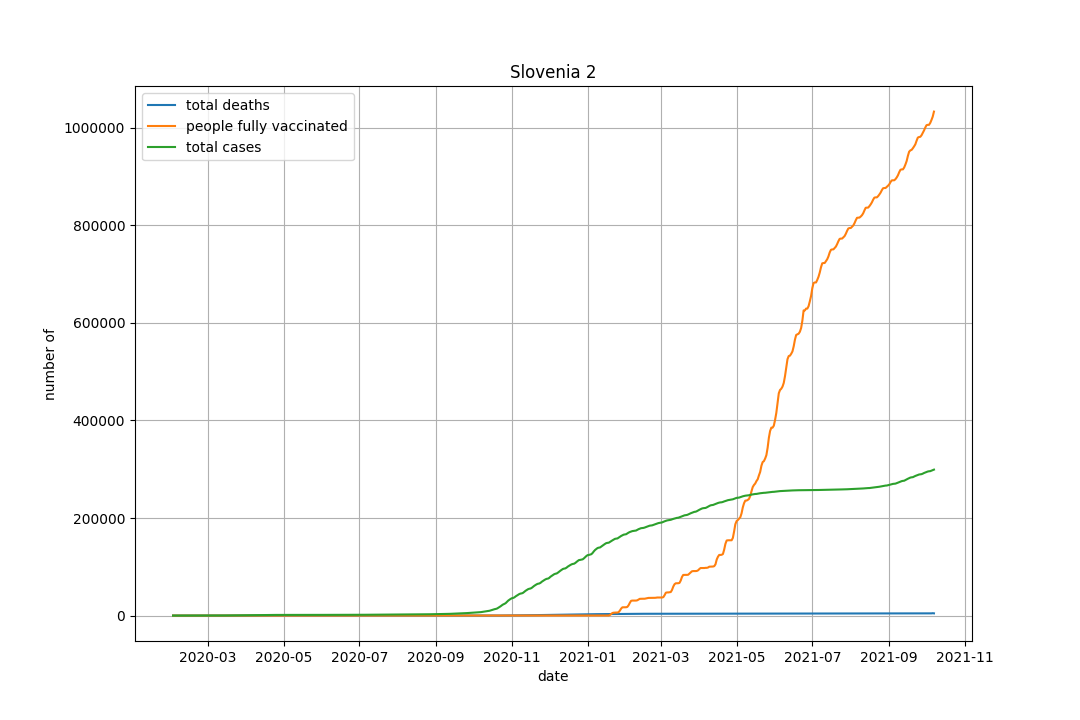 Slovenia 2
total deaths
people fully vaccinated
total cases
number of
1000000
800000
600000
400000
200000
0
2020-03 2020-05 2020-07 2020-09 2020-11 2021-01 2021-03 2021-05 2021-07 2021-09 2021-11
date